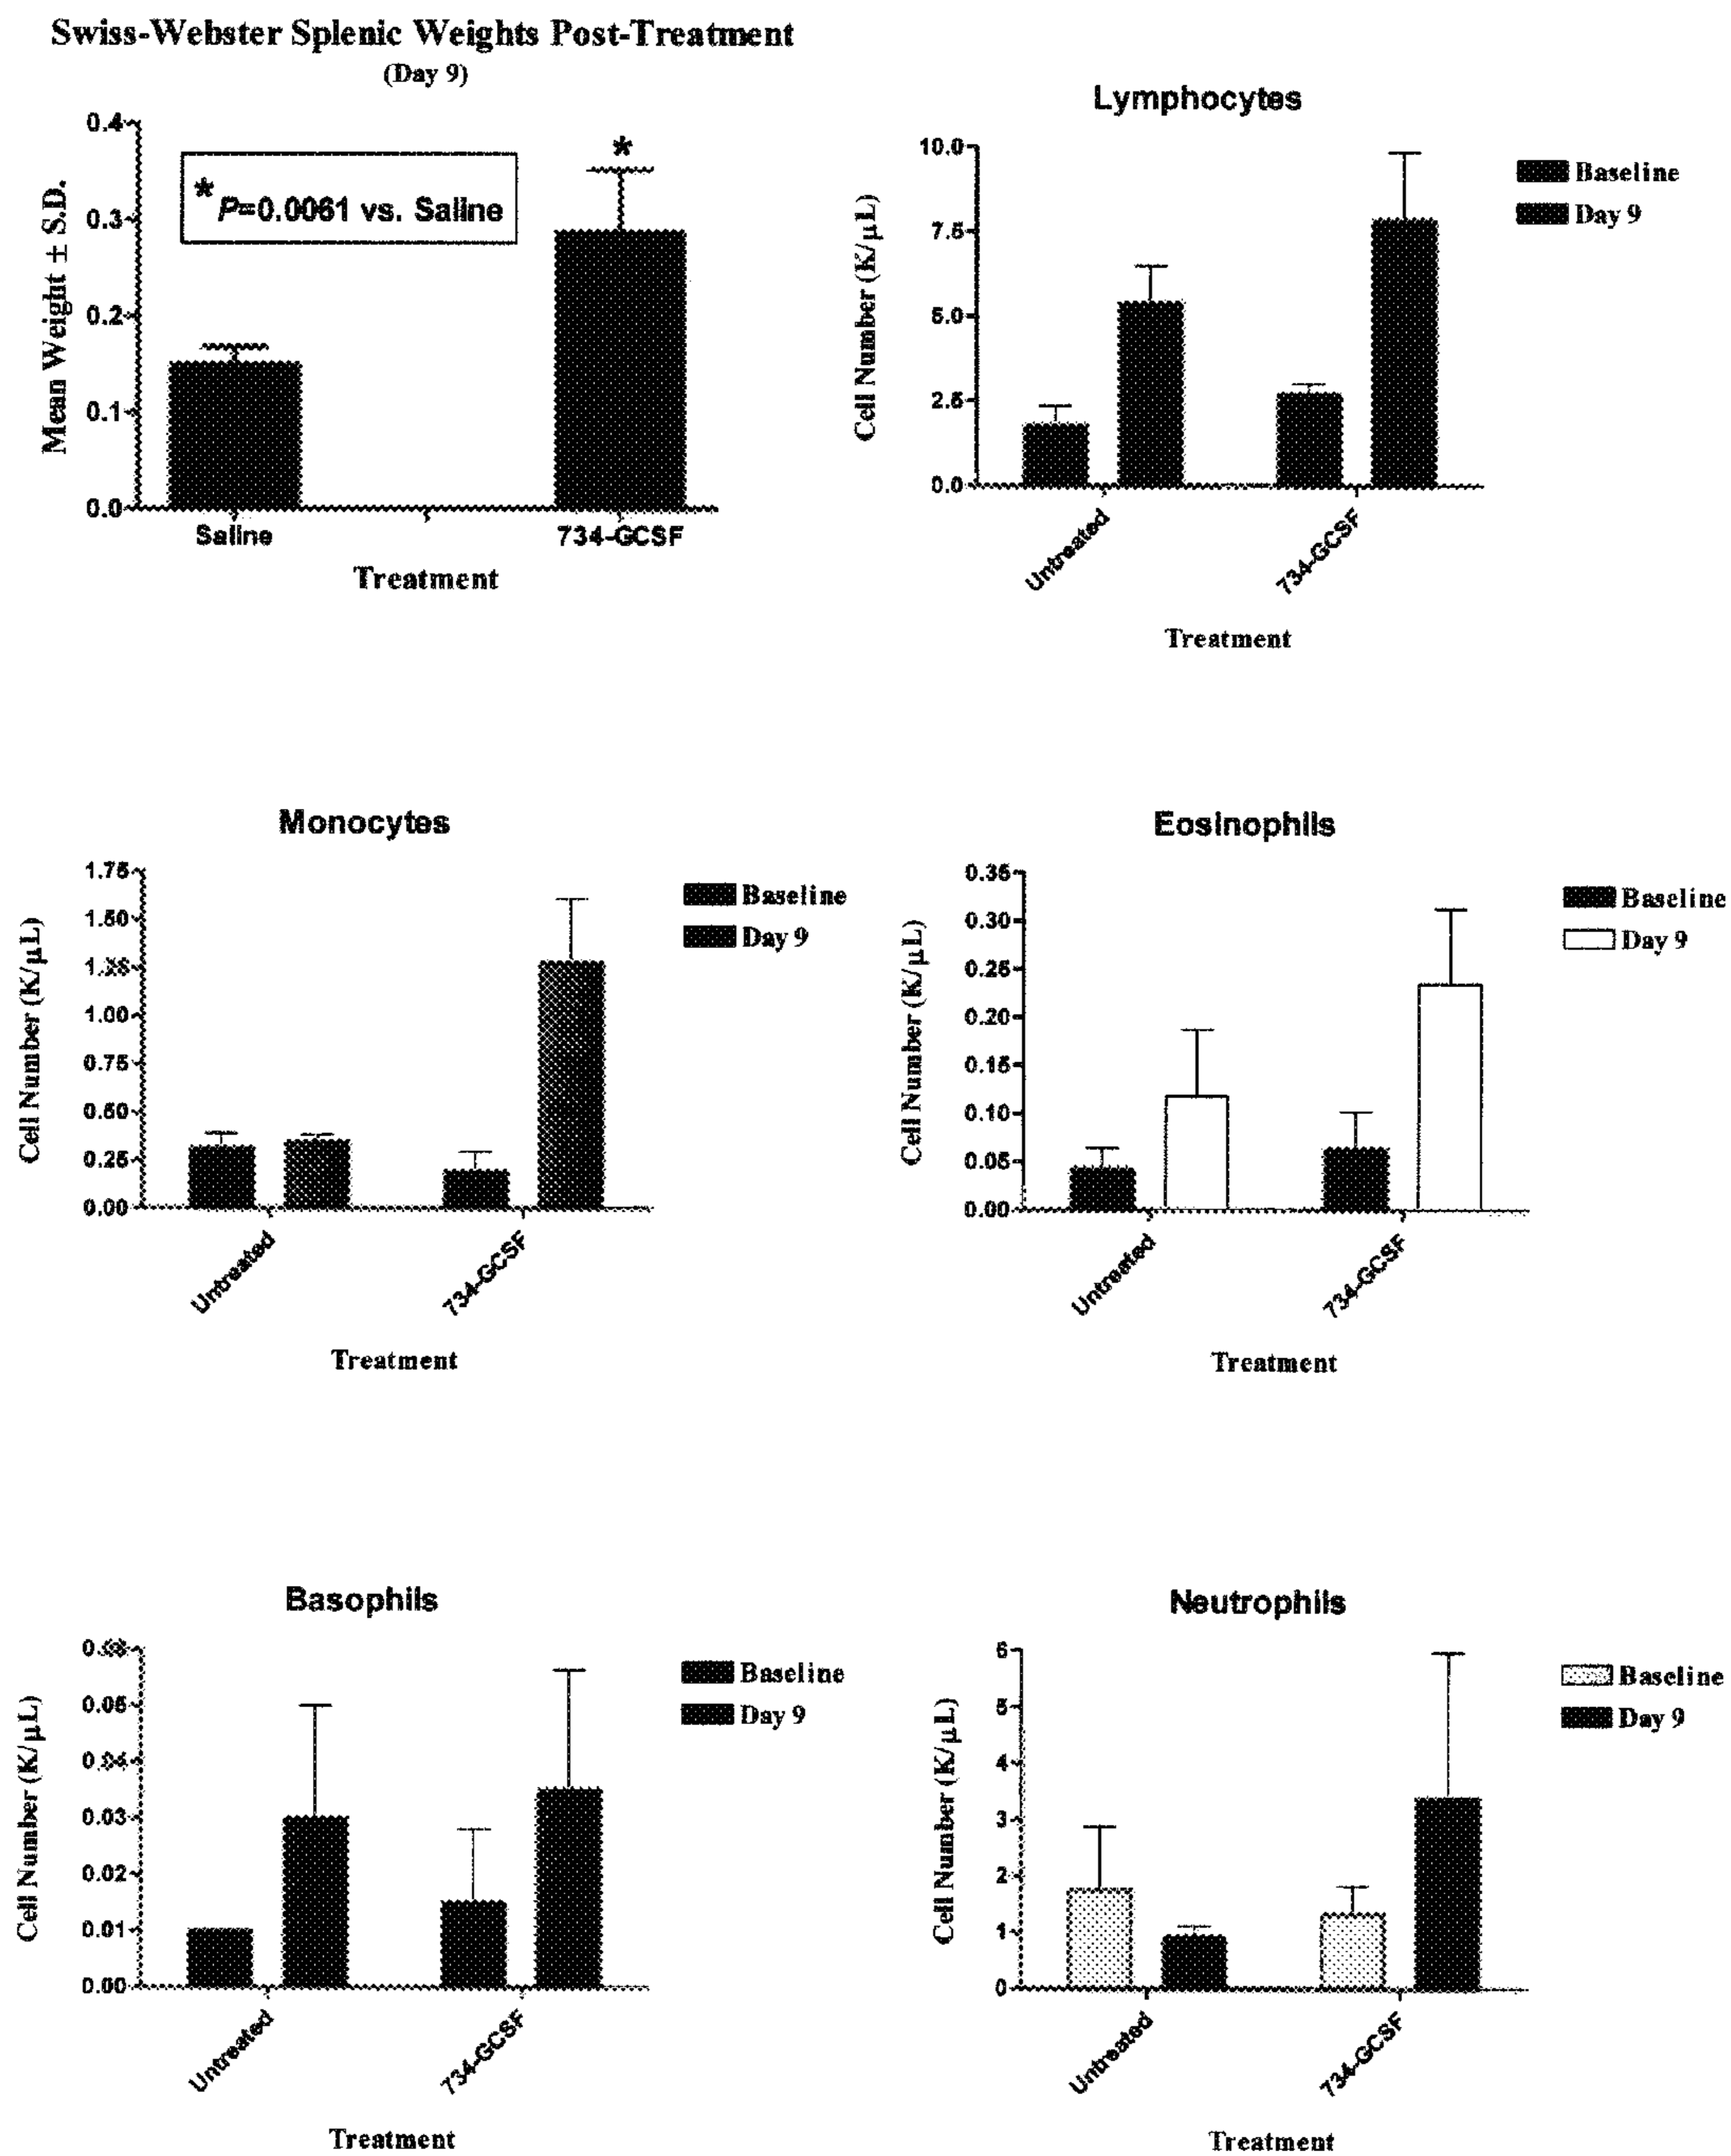 Swiss-Webster Splenic Weights Post-Treatment
(Day 9)
Mean Weight ± S.D.
0.4
0.3
0.2
0.1
0.0
*
* P=0.0061 vs. Saline
Saline
734-GCSF
Treatment
Lymphocytes
Cell Number (K/μL)
10.0
7.5
5.0
2.5
0.0
Baseline
Day 9
Untreated
734-GCSF
Treatment
Monocytes
Cell Number (K/μL)
1.75
1.50
1.25
1.00
0.75
0.50
0.25
0.00
Baseline
Day 9
Untreated
734-GCSF
Treatment
Eosinophils
Cell Number (K/μL)
0.35
0.30
0.25
0.20
0.15
0.10
0.05
0.00
Baseline
Day 9
Untreated
734-GCSF
Treatment
Basophils
Cell Number (K/μL)
0.05
0.03
0.02
0.01
0.00
Baseline
Day 9
Untreated
734-GCSF
Treatment
Neutrophils
Cell Number (K/μL)
6
5
4
3
2
1
0
Baseline
Day 9
Untreated
734-GCSF
Treatment